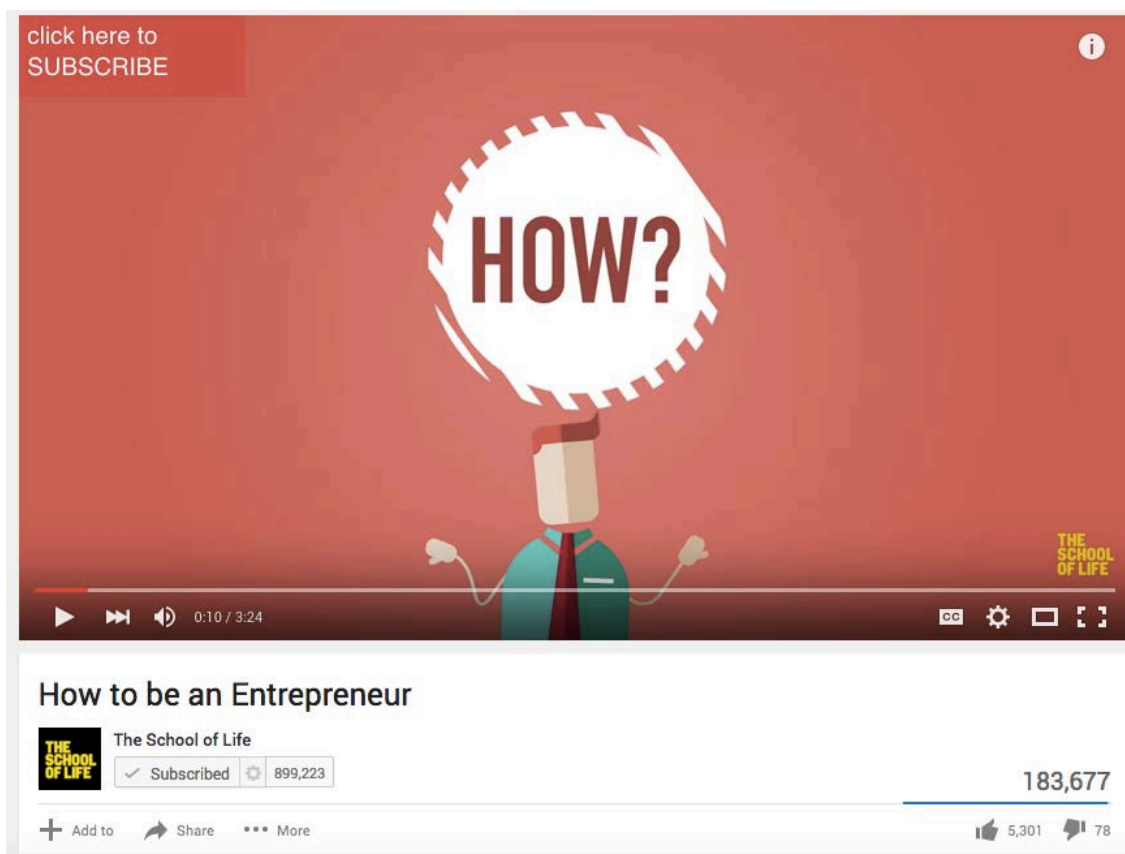 click here to
SUBSCRIBE
i
HOW?
THE
SCHOOL
OF LIFE
0:10 / 3:24
CC
How to be an Entrepreneur
THE
SCHOOL
OF LIFE
The School of Life
Subscribed 899,223
183,677
Add to Share More
5,301 78